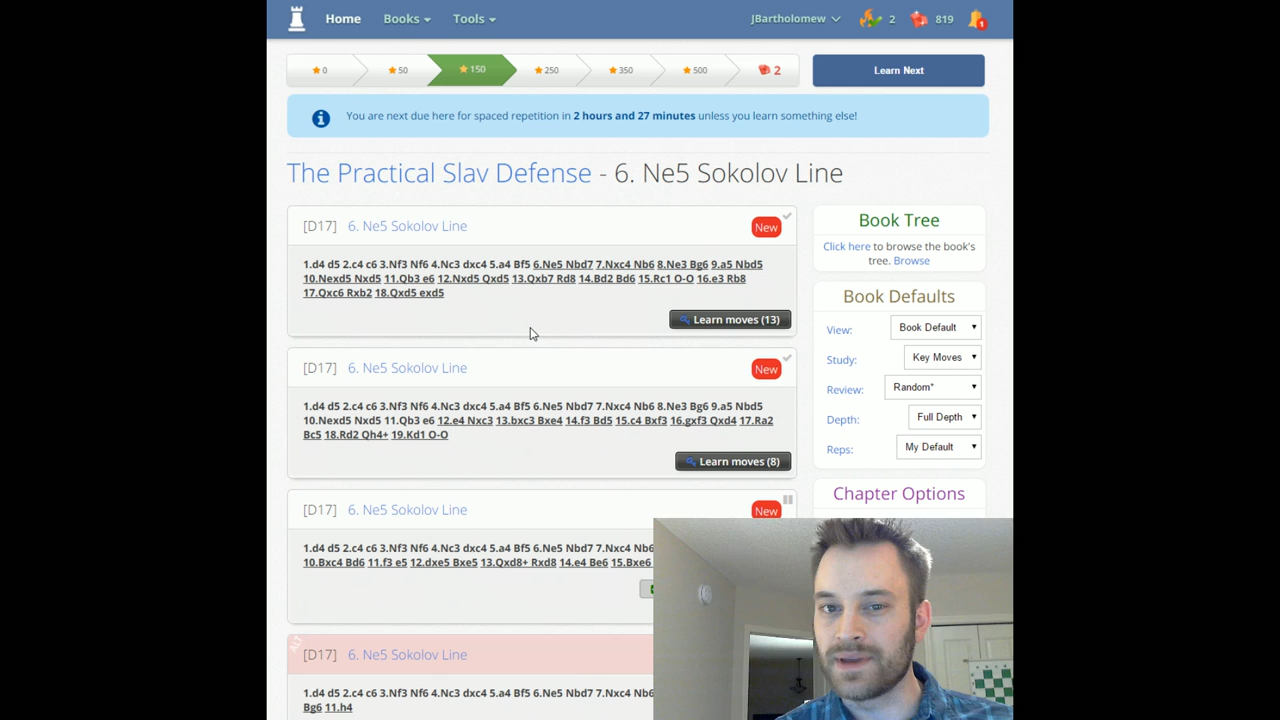 Home Books Tools JBartholomew 2 819 1
0 50 150 250 350 500 2 Learn Next
You are next due here for spaced repetition in 2 hours and 27 minutes unless you learn something else!
The Practical Slav Defense - 6. Ne5 Sokolov Line
[D17] 6. Ne5 Sokolov Line New
1.d4 d5 2.c4 c6 3.Nf3 Nf6 4.Nc3 dxc4 5.a4 Bf5 6.Ne5 Nbd7 7.Nxc4 Nb6 8.Ne3 Bg6 9.a5 Nbd5
10.Nexd5 Nxd5 11.Qb3 e6 12.Nxd5 Qxd5 13.Qxb7 Rd8 14.Bd2 Bd6 15.Rc1 O-O 16.e3 Rb8
17.Qxc6 Rxb2 18.Qxd5 exd5
Learn moves (13)
[D17] 6. Ne5 Sokolov Line New
1.d4 d5 2.c4 c6 3.Nf3 Nf6 4.Nc3 dxc4 5.a4 Bf5 6.Ne5 Nbd7 7.Nxc4 Nb6 8.Ne3 Bg6 9.a5 Nbd5
10.Nexd5 Nxd5 11.Qb3 e6 12.e4 Nxc3 13.bxc3 Bxe4 14.f3 Bd5 15.c4 Bxf3 16.gxf3 Qxd4 17.Ra2
Bc5 18.Rd2 Qh4+ 19.Kd1 O-O
Learn moves (8)
[D17] 6. Ne5 Sokolov Line New
1.d4 d5 2.c4 c6 3.Nf3 Nf6 4.Nc3 dxc4 5.a4 Bf5 6.Ne5 Nbd7 7.Nxc4 Nb6
10.Bxc4 Bd6 11.f3 e5 12.dxe5 Bxe5 13.Qxd8+ Rxd8 14.e4 Be6 15.Bxe6
ALT
[D17] 6. Ne5 Sokolov Line
1.d4 d5 2.c4 c6 3.Nf3 Nf6 4.Nc3 dxc4 5.a4 Bf5 6.Ne5 Nbd7 7.Nxc4 Nb6
Bg6 11.h4
Book Tree
Click here to browse the book's
tree. Browse
Book Defaults
View: Book Default
Study: Key Moves
Review: Random*
Depth: Full Depth
Reps: My Default
Chapter Options